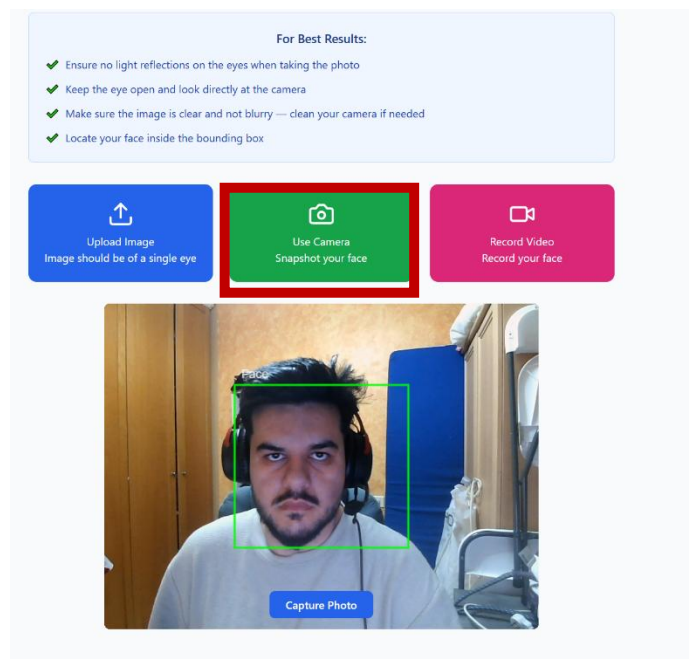 For Best Results:
Ensure no light reflections on the eyes when taking the photo
Keep the eye open and look directly at the camera
Make sure the image is clear and not blurry — clean your camera if needed
Locate your face inside the bounding box
Upload Image
Image should be of a single eye
Use Camera
Snapshot your face
Record Video
Record your face
Face
Capture Photo